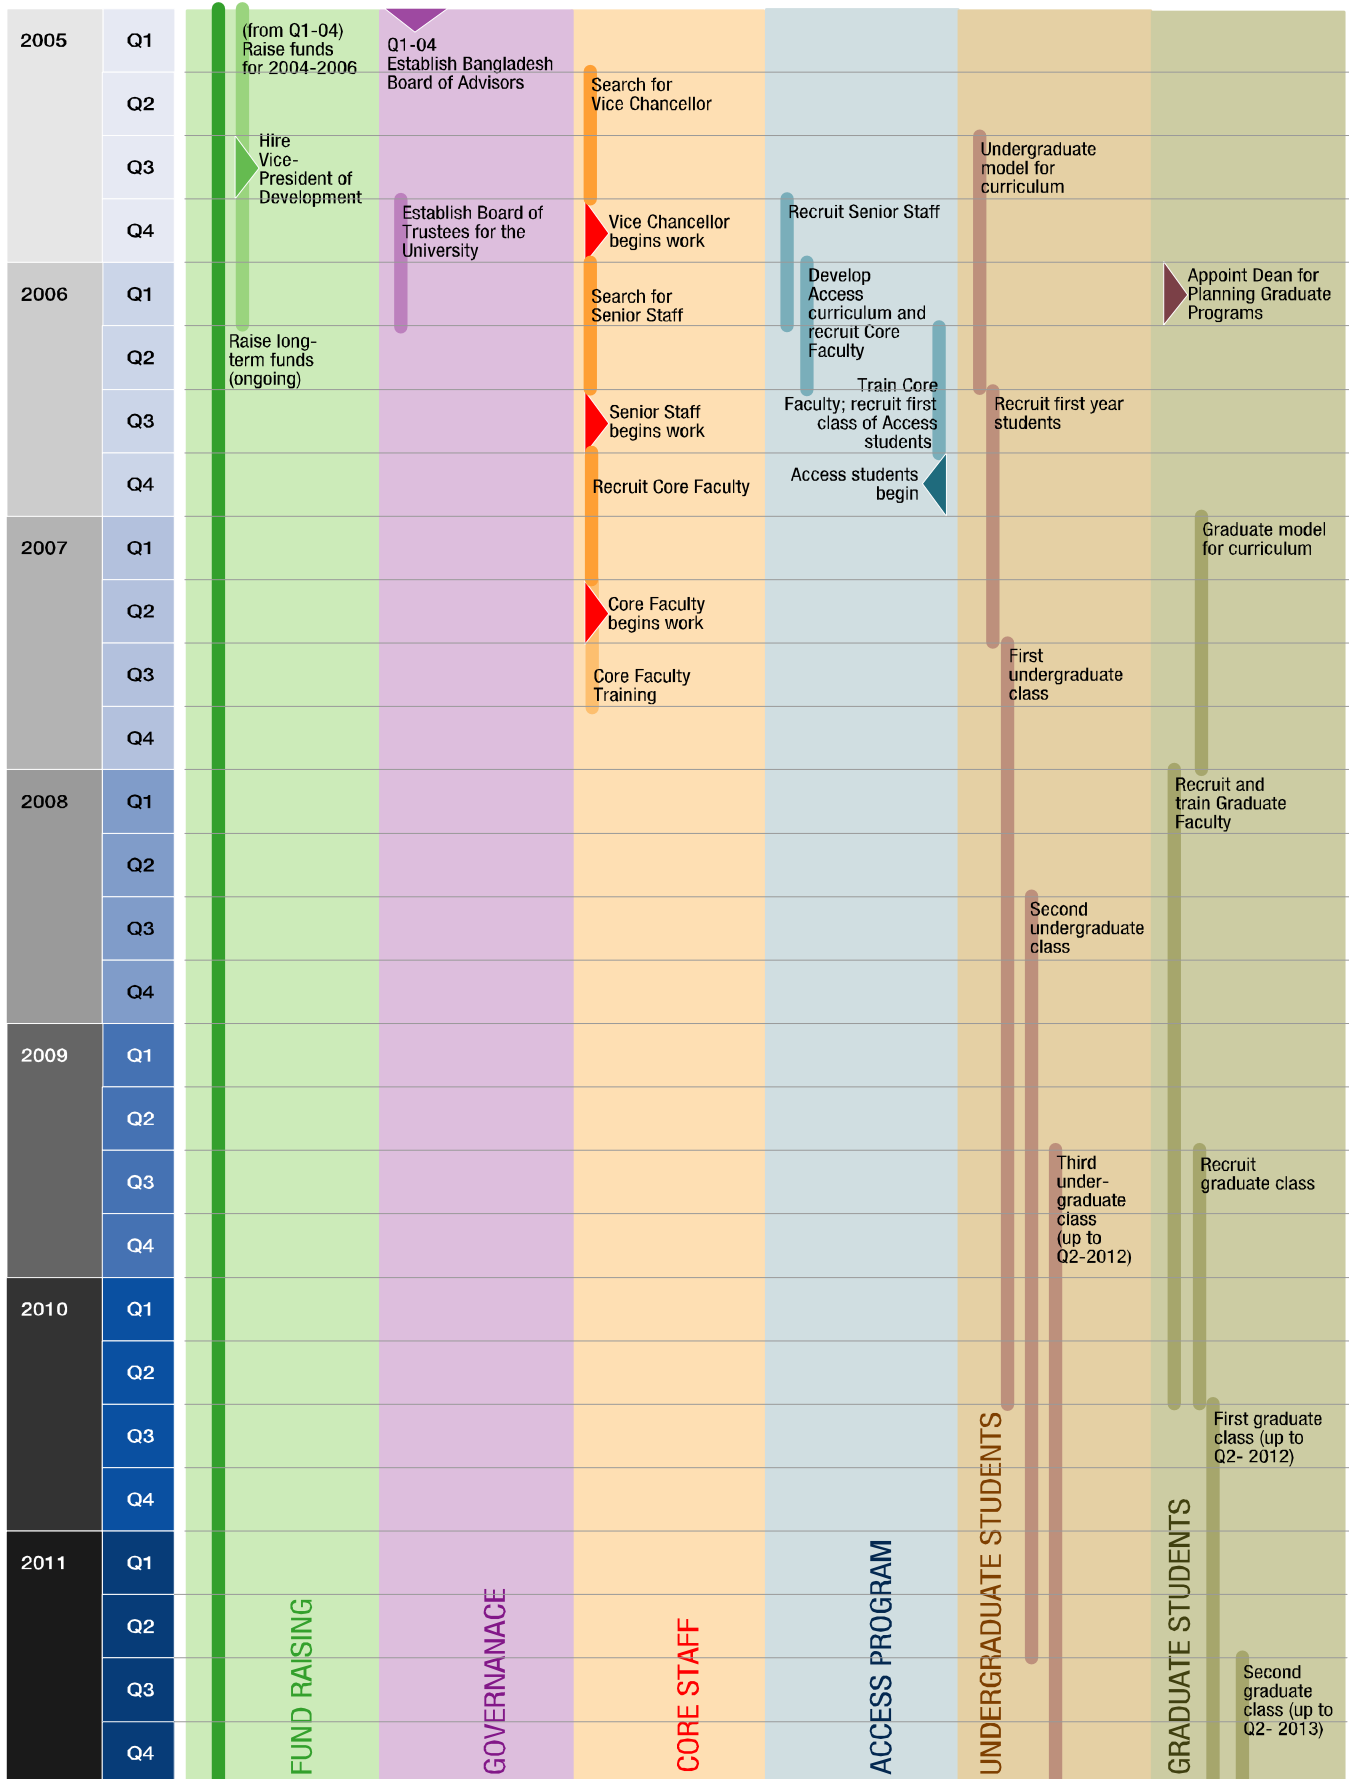 2005
Q1
Q2
Q3
Q4
2006
Q1
Q2
Q3
Q4
2007
Q1
Q2
Q3
Q4
2008
Q1
Q2
Q3
Q4
2009
Q1
Q2
Q3
Q4
2010
Q1
Q2
Q3
Q4
2011
Q1
Q2
Q3
Q4
(from Q1-04)
Raise funds
for 2004-2006
Hire
Vice-
President of
Development
Raise long-
term funds
(ongoing)
FUND RAISING
Q1-04
Establish Bangladesh
Board of Advisors
Establish Board of
Trustees for the
University
GOVERNANACE
Search for
Vice Chancellor
Vice Chancellor
begins work
Search for
Senior Staff
Senior Staff
begins work
Recruit Core Faculty
Core Faculty
begins work
Core Faculty
Training
CORE STAFF
Recruit Senior Staff
Develop
Access
curriculum and
recruit Core
Faculty
Train Core
Faculty; recruit first
class of Access
students
Access students
begin
ACCESS PROGRAM
Undergraduate
model for
curriculum
Recruit first year
students
First
undergraduate
class
Second
undergraduate
class
Third
under-
graduate
class
(up to
Q2-2012)
UNDERGRADUATE STUDENTS
Appoint Dean for
Planning Graduate
Programs
Graduate model
for curriculum
Recruit and
train Graduate
Faculty
Recruit
graduate class
First graduate
class (up to
Q2- 2012)
Second
graduate
class (up to
Q2- 2013)
GRADUATE STUDENTS